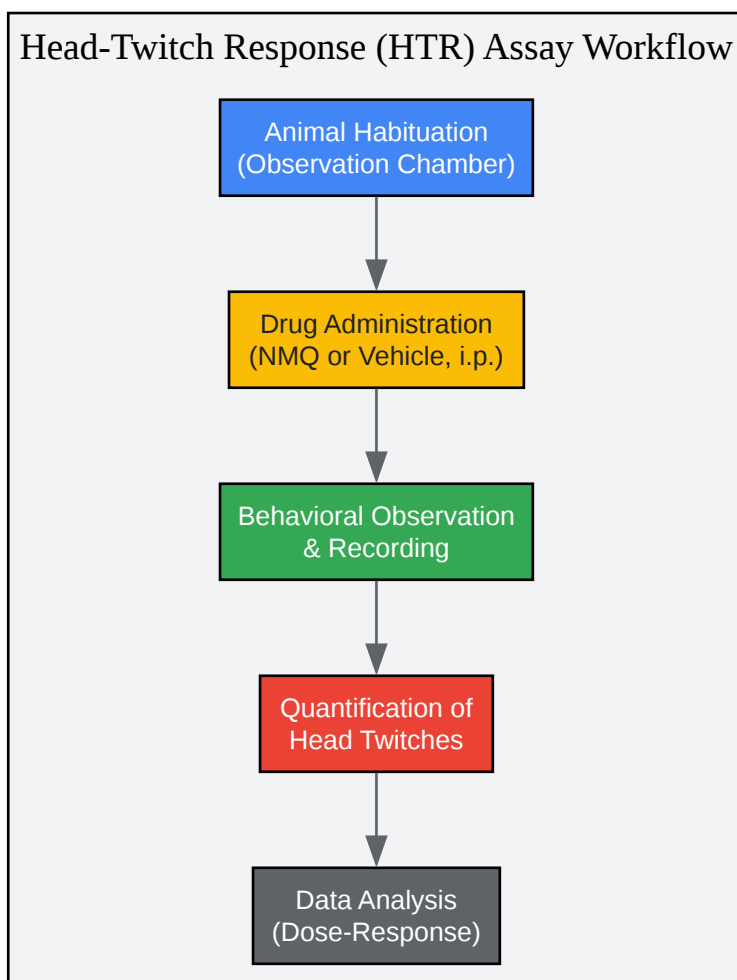 Head-Twitch Response (HTR) Assay Workflow
Animal Habituation
(Observation Chamber)
Drug Administration
(NMQ or Vehicle, i.p.)
Behavioral Observation
& Recording
Quantification of
Head Twitches
Data Analysis
(Dose-Response)